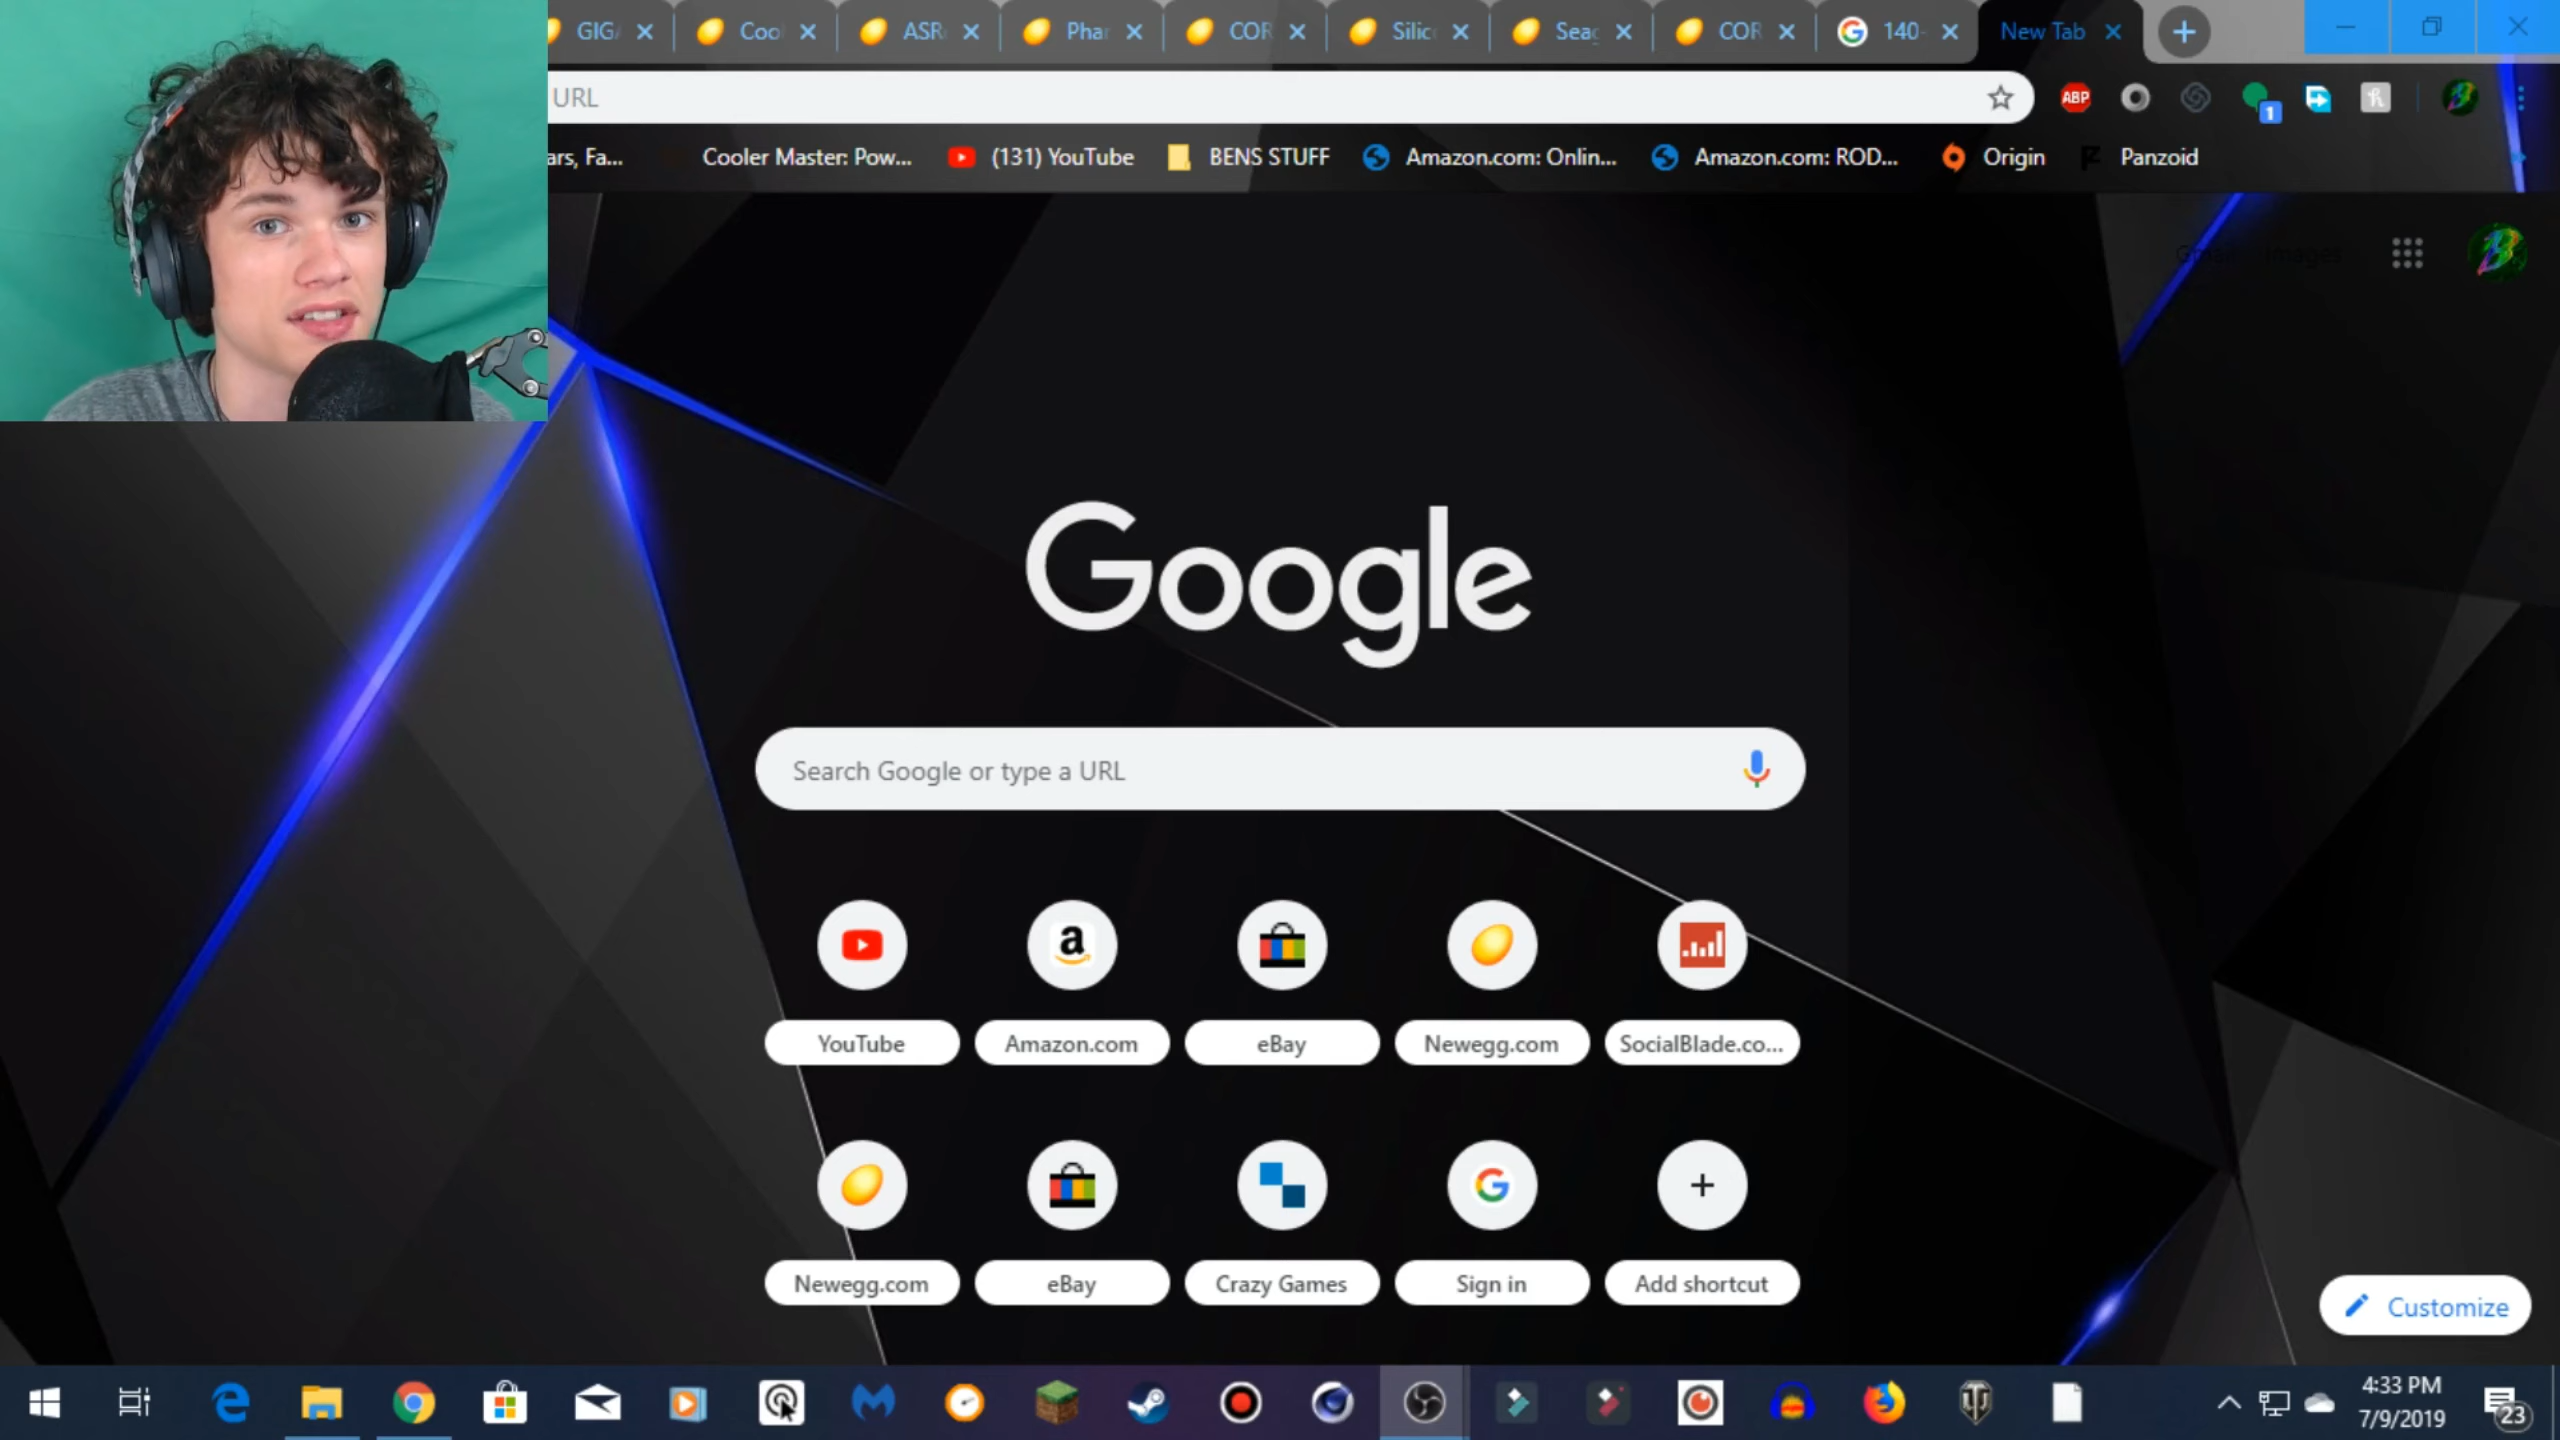 GIG
Coo
ASR
Pha
COR
Silic
Sea
COR
140-
New Tab
URL
ABP
1
ars, Fa...
Cooler Master: Pow...
(131) YouTube
BENS STUFF
Amazon.com: Onlin...
Amazon.com: ROD...
Origin
Panzoid
Gmail
Images
Google
Search Google or type a URL
YouTube
Amazon.com
eBay
Newegg.com
SocialBlade.co...
Newegg.com
eBay
Crazy Games
Sign in
Add shortcut
Customize
4:33 PM
7/9/2019
23